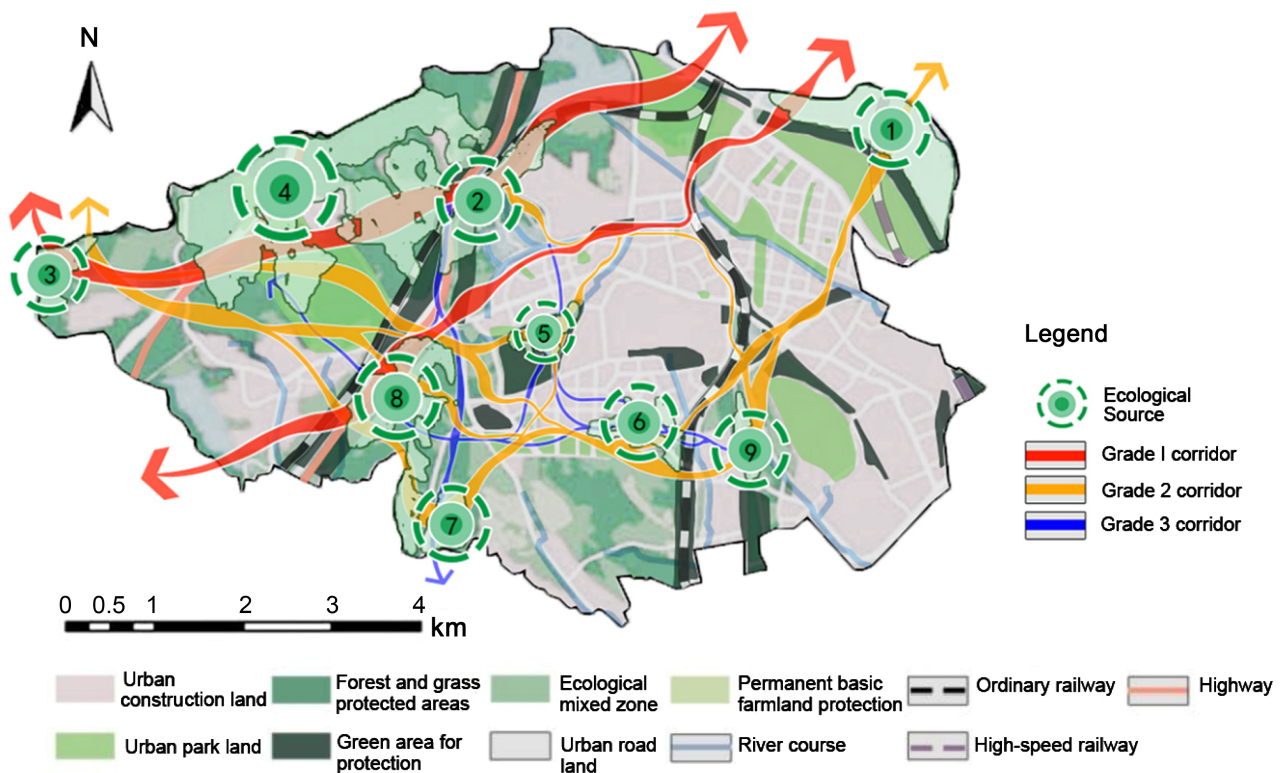 N
1
4
2
3
5
8
6
9
7
Legend
Ecological
Source
Grade I corridor
Grade 2 corridor
Grade 3 corridor
0 0.5 1 2 3 4
km
Urban
construction land
Forest and grass
protected areas
Ecological
mixed zone
Permanent basic
farmland protection
Ordinary railway
Highway
Urban park land
Green area for
protection
Urban road
land
River course
High-speed railway